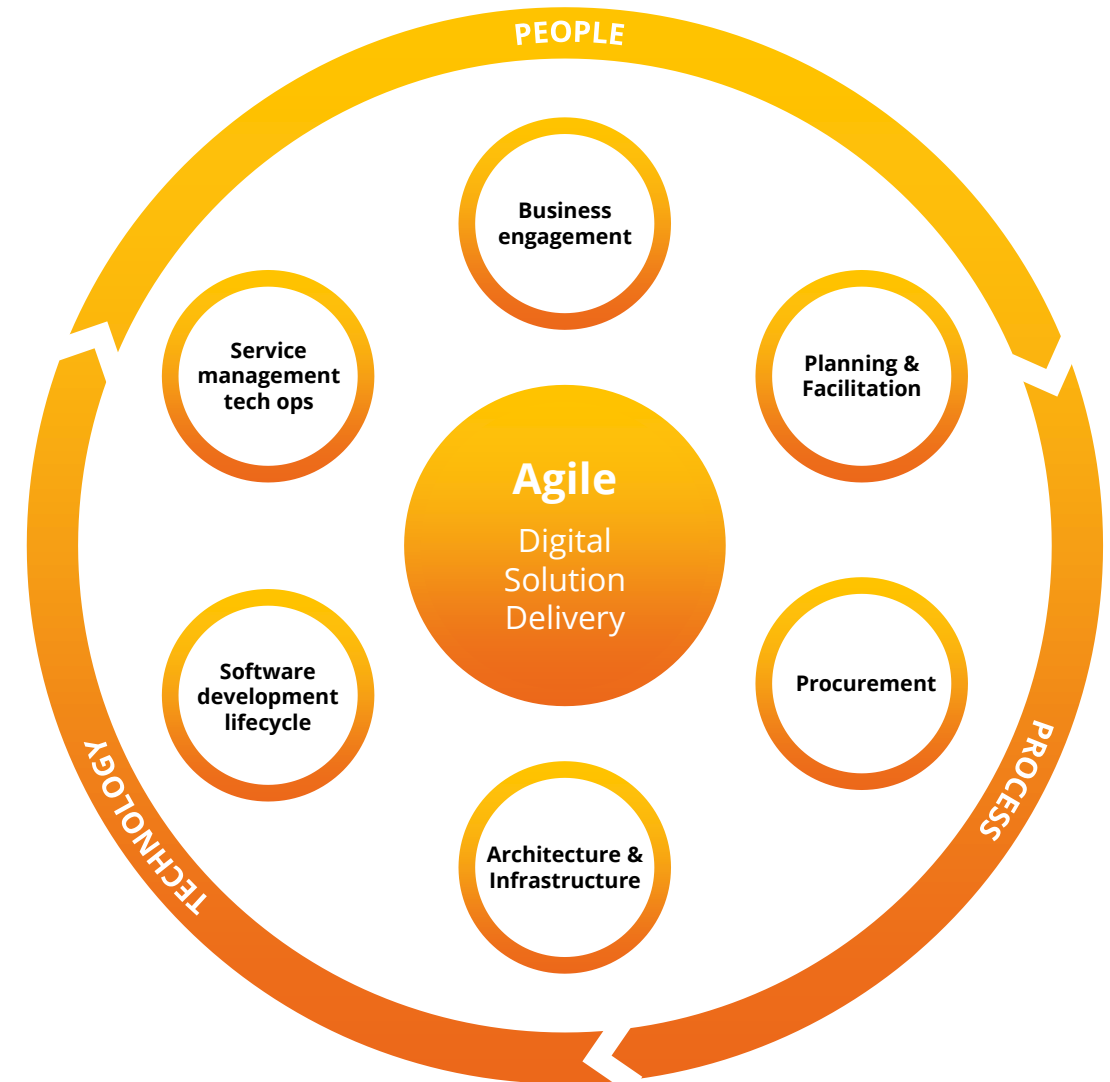 PEOPLE
Business
engagement
Service
management
tech ops
Planning &
Facilitation
Agile
Digital
Solution
Delivery
Software
development
lifecycle
Procurement
Architecture &
Infrastructure
TECHNOLOGY
PROCESS